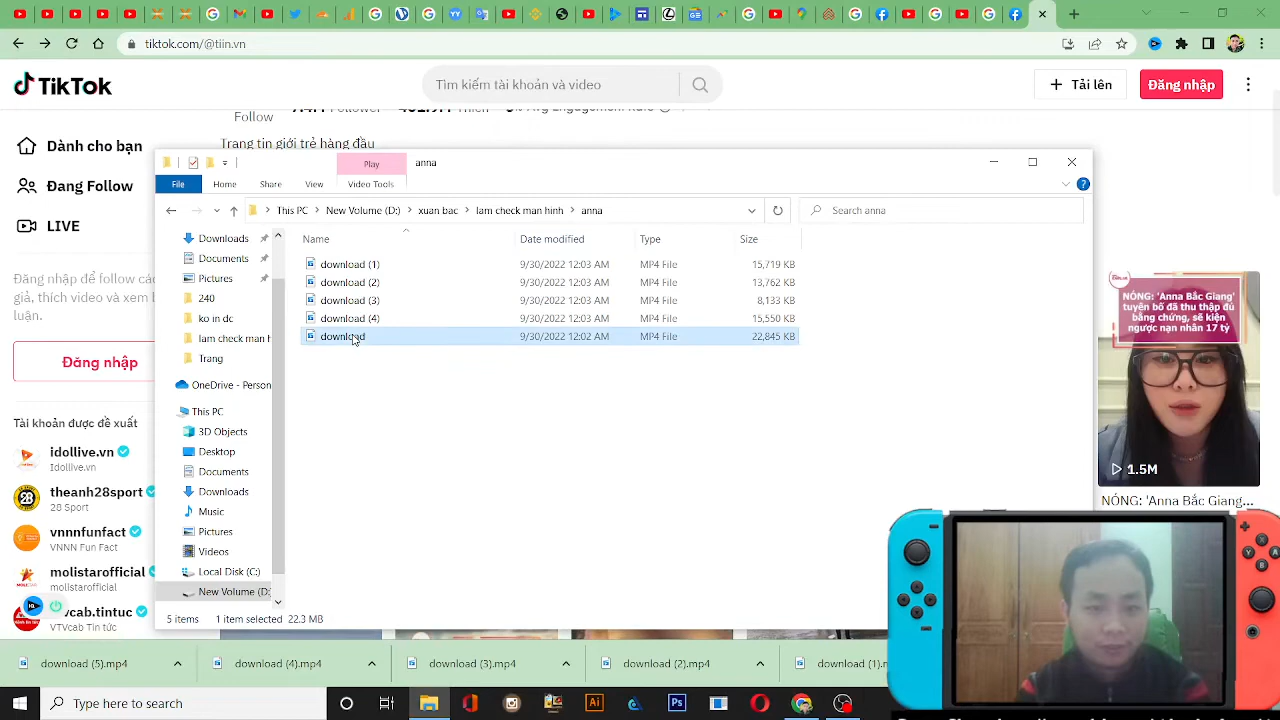 tiktok.com/@tiin.vn
TikTok
Tìm kiếm tài khoản và video
Tải lên
Đăng nhập
Follow
Trang tin giới trẻ hàng đầu
Dành cho bạn
Đang Follow
LIVE
Đăng nhập để follow các
giả, thích video và xem b
luận.
Đăng nhập
Tài khoản được đề xuất
idollive.vn
Idollive.vn
theanh28sport
28 Sport
vnnnfunfact
VNNN Fun Fact
molistarofficial
molistarofficial
vcab.tintuc
VTVcab Tin tức
Play
anna
File
Home
Share
View
Video Tools
This PC
New Volume (D:)
xuan bac
lam check man hinh
anna
Search anna
Downloads
Documents
Pictures
240
ko in dc
lam check man h
Trang
OneDrive - Person
This PC
3D Objects
Desktop
Documents
Downloads
Music
Pictures
Videos
Local Disk (C:)
New Volume (D:
Name
Date modified
Type
Size
download (1)
9/30/2022 12:03 AM
MP4 File
15,719 KB
download (2)
9/30/2022 12:03 AM
MP4 File
13,762 KB
download (3)
9/30/2022 12:03 AM
MP4 File
8,133 KB
download (4)
9/30/2022 12:03 AM
MP4 File
15,550 KB
download
9/30/2022 12:02 AM
MP4 File
22,845 KB
5 items
1 item selected
22.3 MB
NÓNG: 'Anna Bắc Giang'
tuyên bố đã thu thập đủ
bằng chứng, sẽ kiện
ngược nạn nhân 17 tỷ
1.5M
NÓNG: 'Anna Bắc Giang...
download (5).mp4
download (4).mp4
download (3).mp4
download (2).mp4
download (1).m
Type here to search